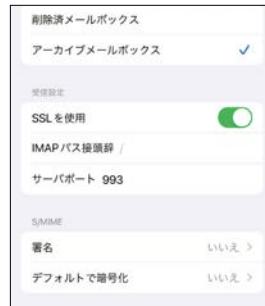 削除済メールボックス
アーカイブメールボックス
受信設定
SSLを使用
IMAPパス接頭辞 /
サーバポート 993
S/MIME
署名 いいえ
デフォルトで暗号化 いいえ